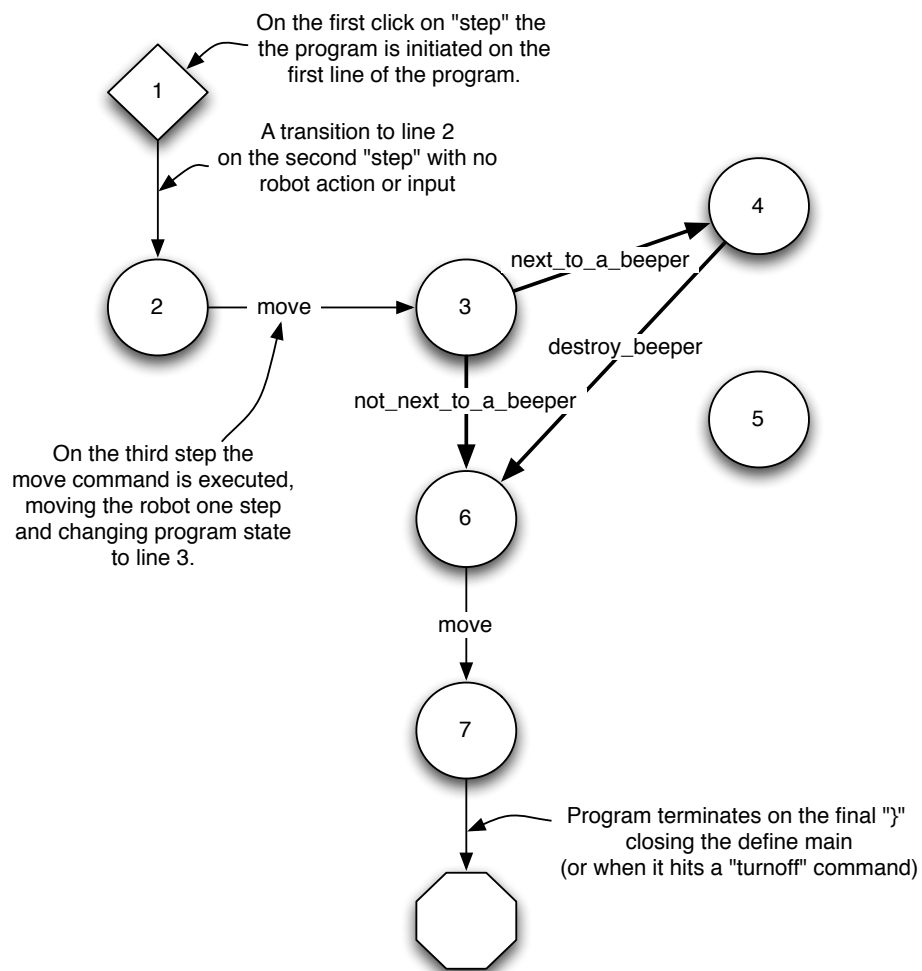 On the first click on "step" the
the program is initiated on the
first line of the program.
1
A transition to line 2
on the second "step" with no
robot action or input
4
next_to_a_beeper
2
move
3
destroy_beeper
not_next_to_a_beeper
5
On the third step the
move command is executed,
moving the robot one step
and changing program state
to line 3.
6
move
7
Program terminates on the final "}"
closing the define main
(or when it hits a "turnoff" command)